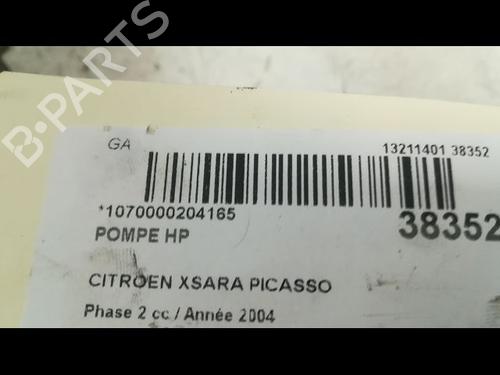 B-PARTS
GA
13211401 38352
*1070000204165
38352
POMPE HP
CITROEN XSARA PICASSO
Phase 2 cc / Année 2004